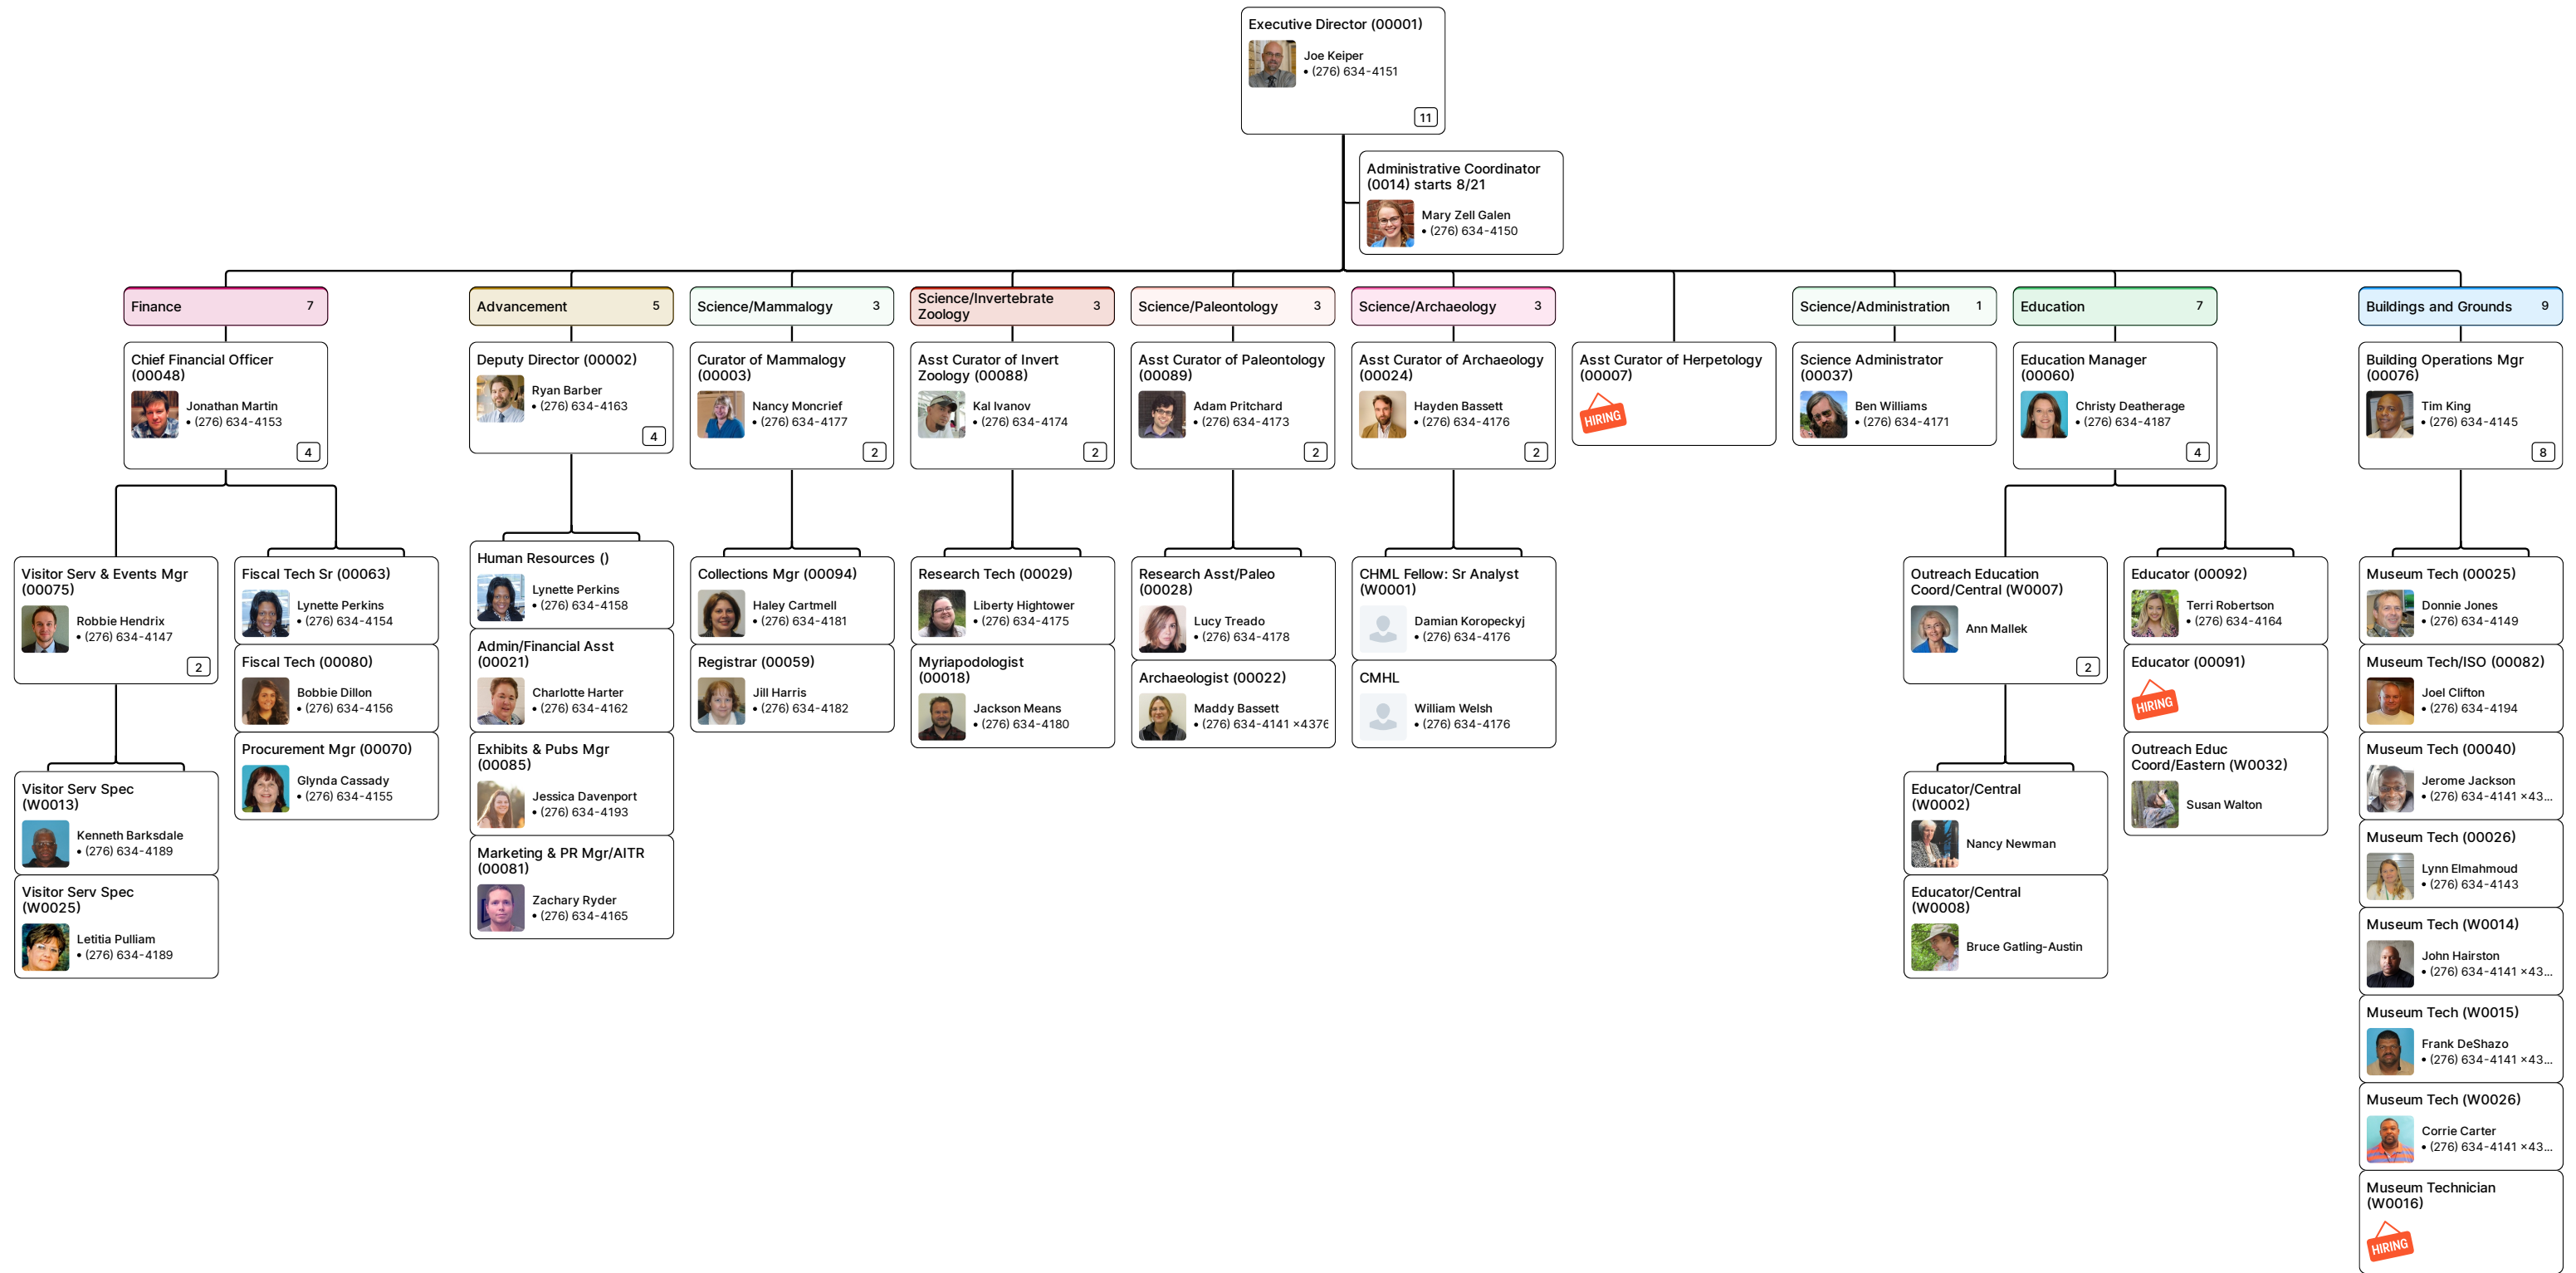 Executive Director (00001)
Joe Keiper
• (276) 634-4151
11
Administrative Coordinator
(0014) starts 8/21
Mary Zell Galen
• (276) 634-4150
Finance 7
Chief Financial Officer
(00048)
Jonathan Martin
• (276) 634-4153
4
Visitor Serv & Events Mgr
(00075)
Robbie Hendrix
• (276) 634-4147
2
Visitor Serv Spec
(W0013)
Kenneth Barksdale
• (276) 634-4189
Visitor Serv Spec
(W0025)
Letitia Pulliam
• (276) 634-4189
Fiscal Tech Sr (00063)
Lynette Perkins
• (276) 634-4154
Fiscal Tech (00080)
Bobbie Dillon
• (276) 634-4156
Procurement Mgr (00070)
Glynda Cassady
• (276) 634-4155
Advancement 5
Deputy Director (00002)
Ryan Barber
• (276) 634-4163
4
Human Resources ()
Lynette Perkins
• (276) 634-4158
Admin/Financial Asst
(00021)
Charlotte Harter
• (276) 634-4162
Exhibits & Pubs Mgr
(00085)
Jessica Davenport
• (276) 634-4193
Marketing & PR Mgr/AITR
(00081)
Zachary Ryder
• (276) 634-4165
Science/Mammalogy 3
Curator of Mammalogy
(00003)
Nancy Moncrief
• (276) 634-4177
2
Collections Mgr (00094)
Haley Cartmell
• (276) 634-4181
Registrar (00059)
Jill Harris
• (276) 634-4182
Science/Invertebrate
Zoology 3
Asst Curator of Invert
Zoology (00088)
Kal Ivanov
• (276) 634-4174
2
Research Tech (00029)
Liberty Hightower
• (276) 634-4175
Myriapodologist
(00018)
Jackson Means
• (276) 634-4180
Science/Paleontology 3
Asst Curator of Paleontology
(00089)
Adam Pritchard
• (276) 634-4173
2
Research Asst/Paleo
(00028)
Lucy Treado
• (276) 634-4178
Archaeologist (00022)
Maddy Bassett
• (276) 634-4141 ×4376
Science/Archaeology 3
Asst Curator of Archaeology
(00024)
Hayden Bassett
• (276) 634-4176
2
CHML Fellow: Sr Analyst
(W0001)
Damian Koropeckyj
• (276) 634-4176
CMHL
William Welsh
• (276) 634-4176
Asst Curator of Herpetology
(00007)
HIRING
Science/Administration 1
Science Administrator
(00037)
Ben Williams
• (276) 634-4171
Education 7
Education Manager
(00060)
Christy Deatherage
• (276) 634-4187
4
Outreach Education
Coord/Central (W0007)
Ann Mallek
2
Educator/Central
(W0002)
Nancy Newman
Educator/Central
(W0008)
Bruce Gatling-Austin
Educator (00092)
Terri Robertson
• (276) 634-4164
Educator (00091)
HIRING
Outreach Educ
Coord/Eastern (W0032)
Susan Walton
Buildings and Grounds 9
Building Operations Mgr
(00076)
Tim King
• (276) 634-4145
8
Museum Tech (00025)
Donnie Jones
• (276) 634-4149
Museum Tech/ISO (00082)
Joel Clifton
• (276) 634-4194
Museum Tech (00040)
Jerome Jackson
• (276) 634-4141 ×43...
Museum Tech (00026)
Lynn Elmahmoud
• (276) 634-4143
Museum Tech (W0014)
John Hairston
• (276) 634-4141 ×43...
Museum Tech (W0015)
Frank DeShazo
• (276) 634-4141 ×43...
Museum Tech (W0026)
Corrie Carter
• (276) 634-4141 ×43...
Museum Technician
(W0016)
HIRING